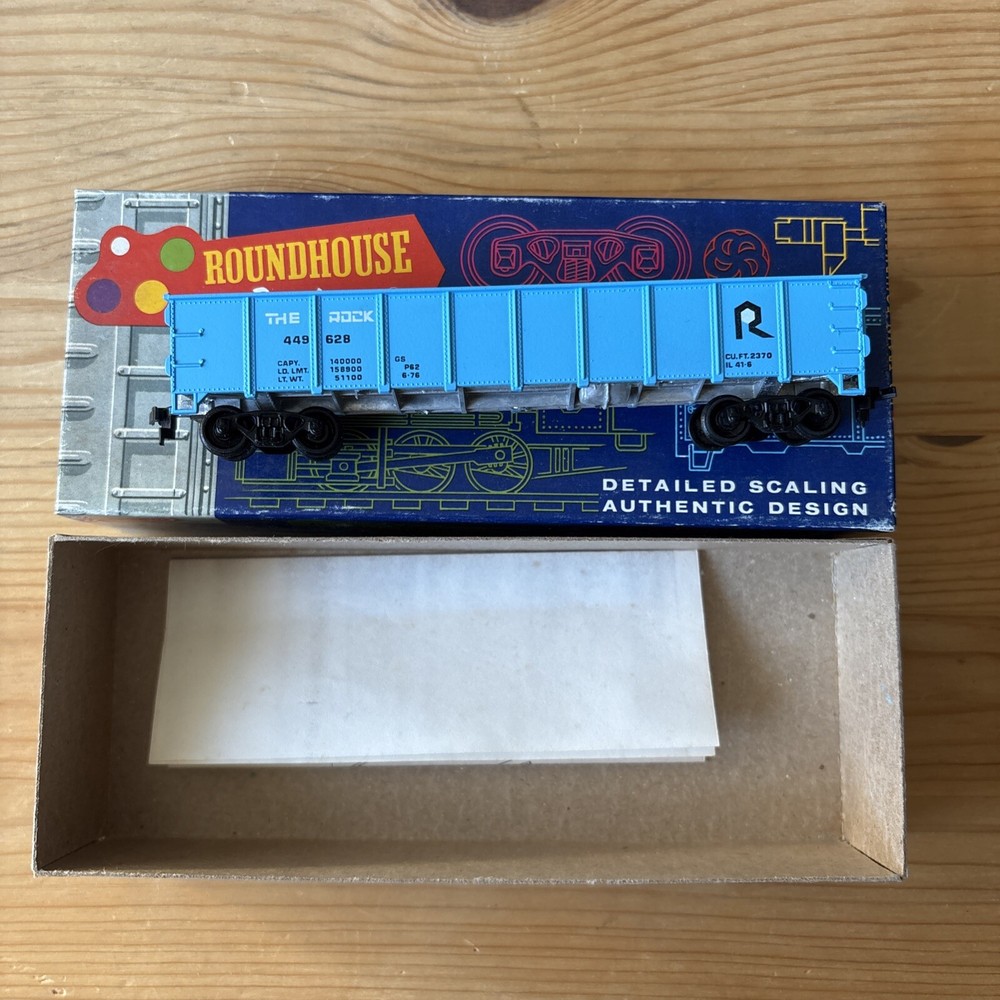 ROUNDHOUSE
THE ROCK
449 628
CAPY. 140000
LD. LMT. 158900
LT. WT. 51100
GS
P62
6-76
R
CU.FT.2370
IL 41-6
DETAILED SCALING
AUTHENTIC DESIGN